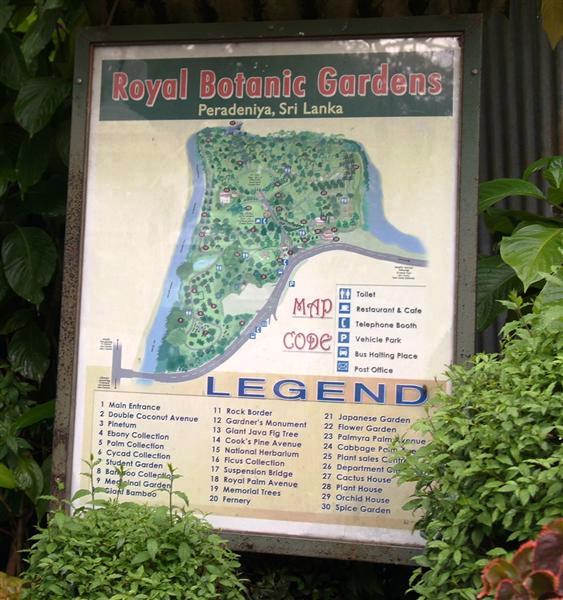 Royal Botanic Gardens
Peradeniya, Sri Lanka
MAP
CODE
Toilet
Restaurant & Cafe
Telephone Booth
P Vehicle Park
Bus Halting Place
Post Office
P
LEGEND
1 Main Entrance
2 Double Coconut Avenue
3 Pinetum
4 Ebony Collection
5 Palm Collection
6 Cycad Collection
7 Student Garden
8 Bamboo Collection
9 Medicinal Garden
Giant Bamboo
11 Rock Border
12 Gardner's Monument
13 Giant Java Fig Tree
14 Cook's Pine Avenue
15 National Herbarium
16 Ficus Collection
17 Suspension Bridge
18 Royal Palm Avenue
19 Memorial Trees
20 Fernery
21 Japanese Garden
22 Flower Garden
23 Palmyra Palm Avenue
24 Cabbage Palm
25 Plant sales
26 Department
27 Cactus House
28 Plant House
29 Orchid House
30 Spice Garden